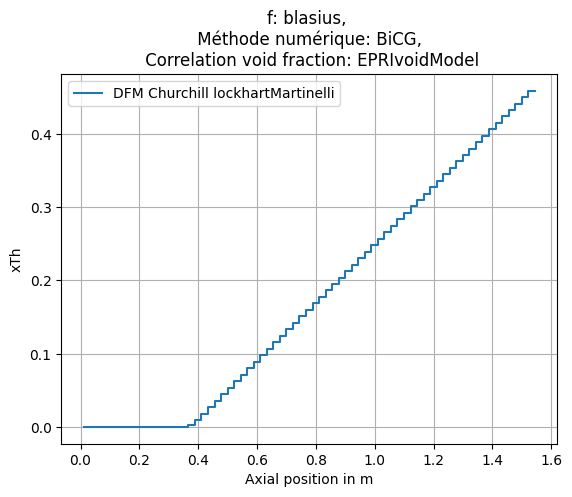 f: blasius,
Méthode numérique: BiCG,
Correlation void fraction: EPRIvoidModel
DFM Churchill lockhartMartinelli
0.4
0.3
0.2
0.1
0.0
xTh
0.0 0.2 0.4 0.6 0.8 1.0 1.2 1.4 1.6
Axial position in m